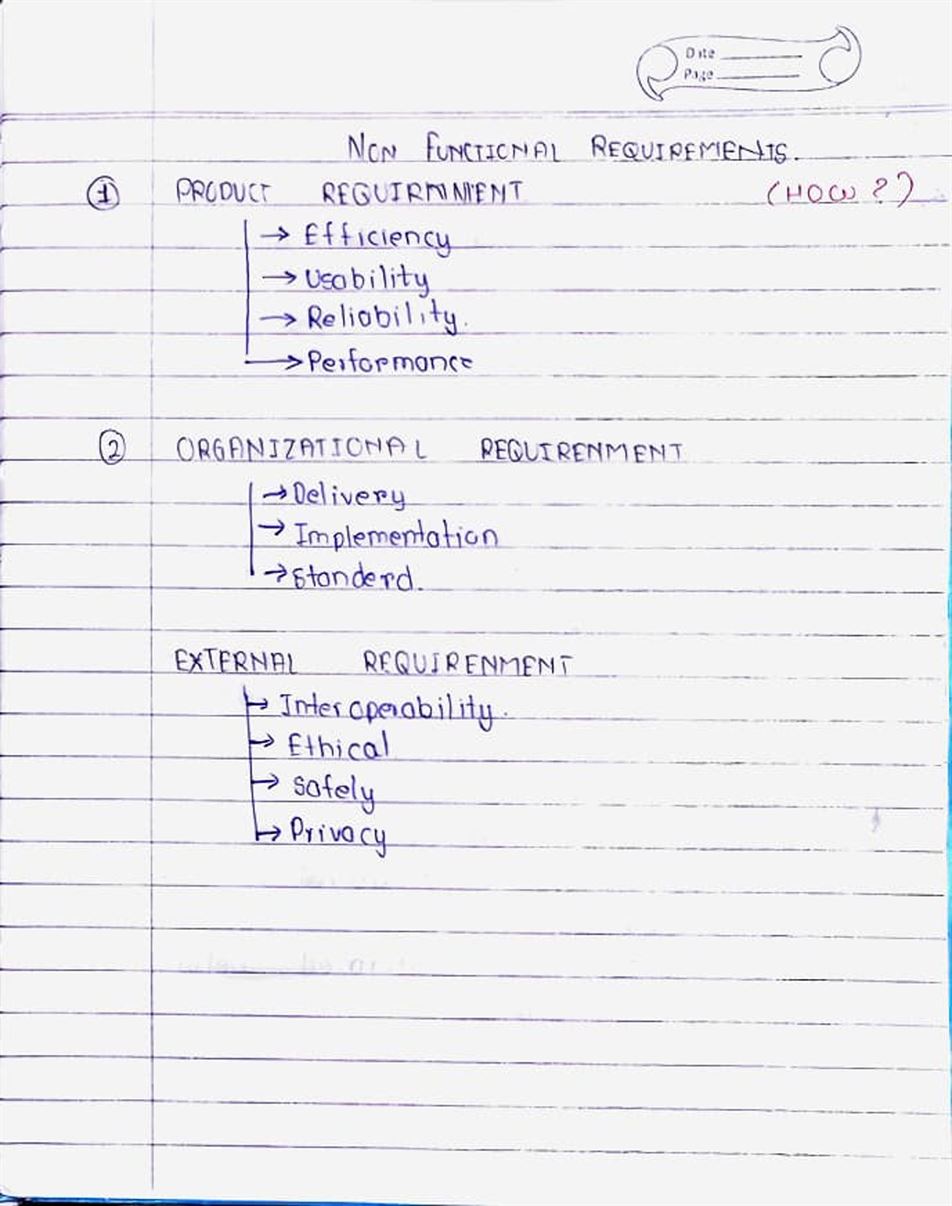 Date
Page
NON FUNCTIONAL REQUIREMENTS.
① PRODUCT REQUIRMNMENT (HOW ?)
→ Efficiency
→ Usability
→ Reliability.
→ Performance
② ORGANIZATIONAL REQUIRENMENT
→ Delivery
→ Implementation
→ Standerd.
EXTERNAL REQUIRENMENT
→ Interoperability.
→ Ethical
→ Safely
→ Privacy